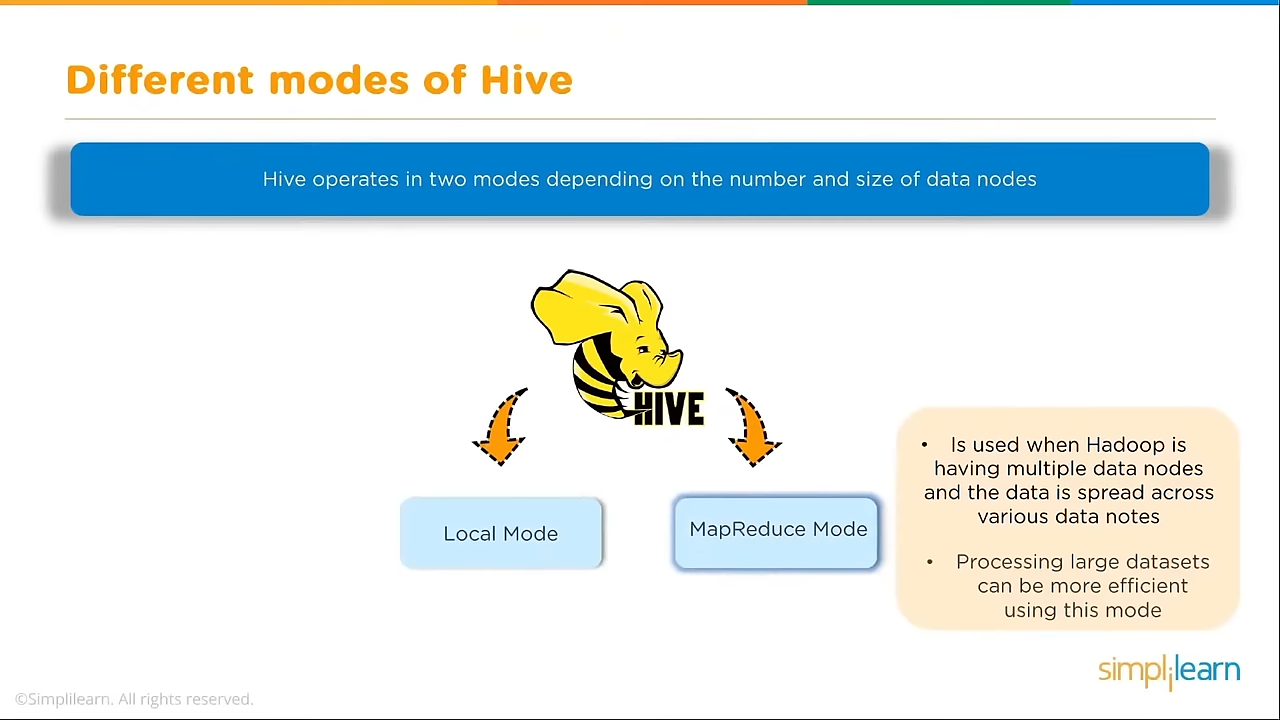 Different modes of Hive
Hive operates in two modes depending on the number and size of data nodes
HIVE
Local Mode
MapReduce Mode
• Is used when Hadoop is
having multiple data nodes
and the data is spread across
various data notes
• Processing large datasets
can be more efficient
using this mode
simplilearn
©Simplilearn. All rights reserved.